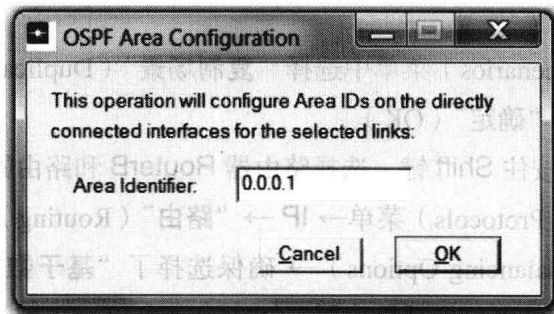 OSPF Area Configuration
This operation will configure Area IDs on the directly
connected interfaces for the selected links:
Area Identifier: 0.0.0.1
Cancel OK